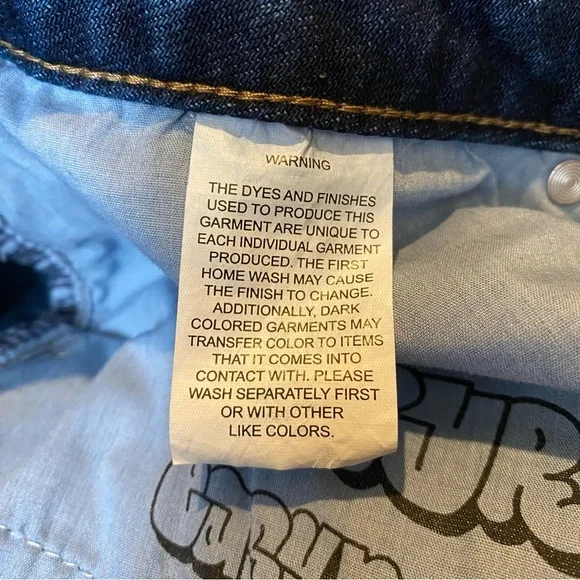 WARNING
THE DYES AND FINISHES
USED TO PRODUCE THIS
GARMENT ARE UNIQUE TO
EACH INDIVIDUAL GARMENT
PRODUCED. THE FIRST
HOME WASH MAY CAUSE
THE FINISH TO CHANGE.
ADDITIONALLY, DARK
COLORED GARMENTS MAY
TRANSFER COLOR TO ITEMS
THAT IT COMES INTO
CONTACT WITH. PLEASE
WASH SEPARATELY FIRST
OR WITH OTHER
LIKE COLORS.